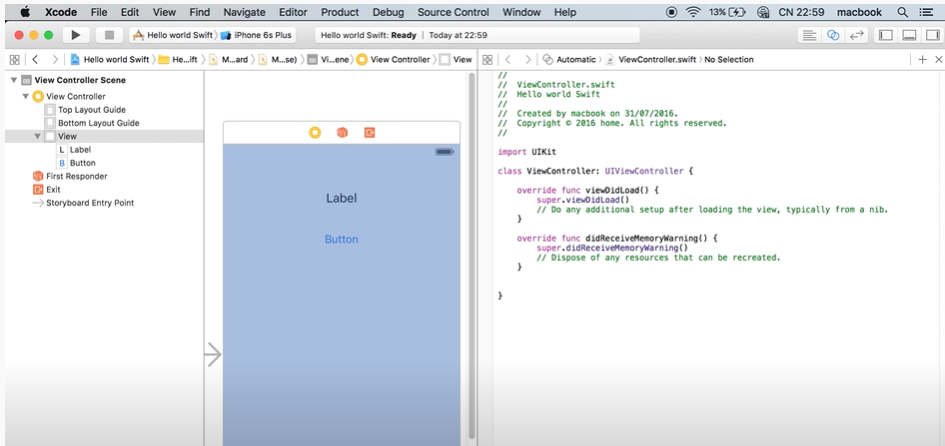 Xcode File Edit View Find Navigate Editor Product Debug Source Control Window Help 13% CN 22:59 macbook
Hello world Swift iPhone 6s Plus Hello world Swift: Ready | Today at 22:59
Hello world Swift He...ift M...ard M...se) Vi...ene View Controller View Automatic ViewController.swift No Selection
View Controller Scene
View Controller
Top Layout Guide
Bottom Layout Guide
View
L Label
B Button
First Responder
Exit
Storyboard Entry Point
Label
Button
//
// ViewController.swift
// Hello world Swift
//
// Created by macbook on 31/07/2016.
// Copyright © 2016 home. All rights reserved.
//
import UIKit
class ViewController: UIViewController {
override func viewDidLoad() {
super.viewDidLoad()
// Do any additional setup after loading the view, typically from a nib.
}
override func didReceiveMemoryWarning() {
super.didReceiveMemoryWarning()
// Dispose of any resources that can be recreated.
}
}